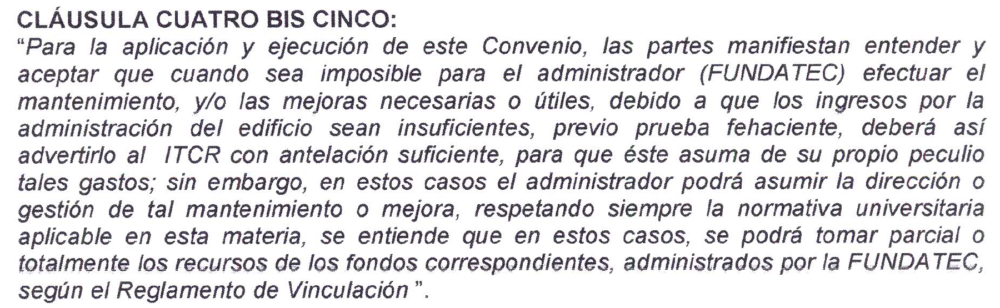 CLÁUSULA CUATRO BIS CINCO:
“Para la aplicación y ejecución de este Convenio, las partes manifiestan entender y
aceptar que cuando sea imposible para el administrador (FUNDATEC) efectuar el
mantenimiento, y/o las mejoras necesarias o útiles, debido a que los ingresos por la
administración del edificio sean insuficientes, previo prueba fehaciente, deberá así
advertirlo al ITCR con antelación suficiente, para que éste asuma de su propio peculio
tales gastos; sin embargo, en estos casos el administrador podrá asumir la dirección o
gestión de tal mantenimiento o mejora, respetando siempre la normativa universitaria
aplicable en esta materia, se entiende que en estos casos, se podrá tomar parcial o
totalmente los recursos de los fondos correspondientes, administrados por la FUNDATEC,
según el Reglamento de Vinculación ”.